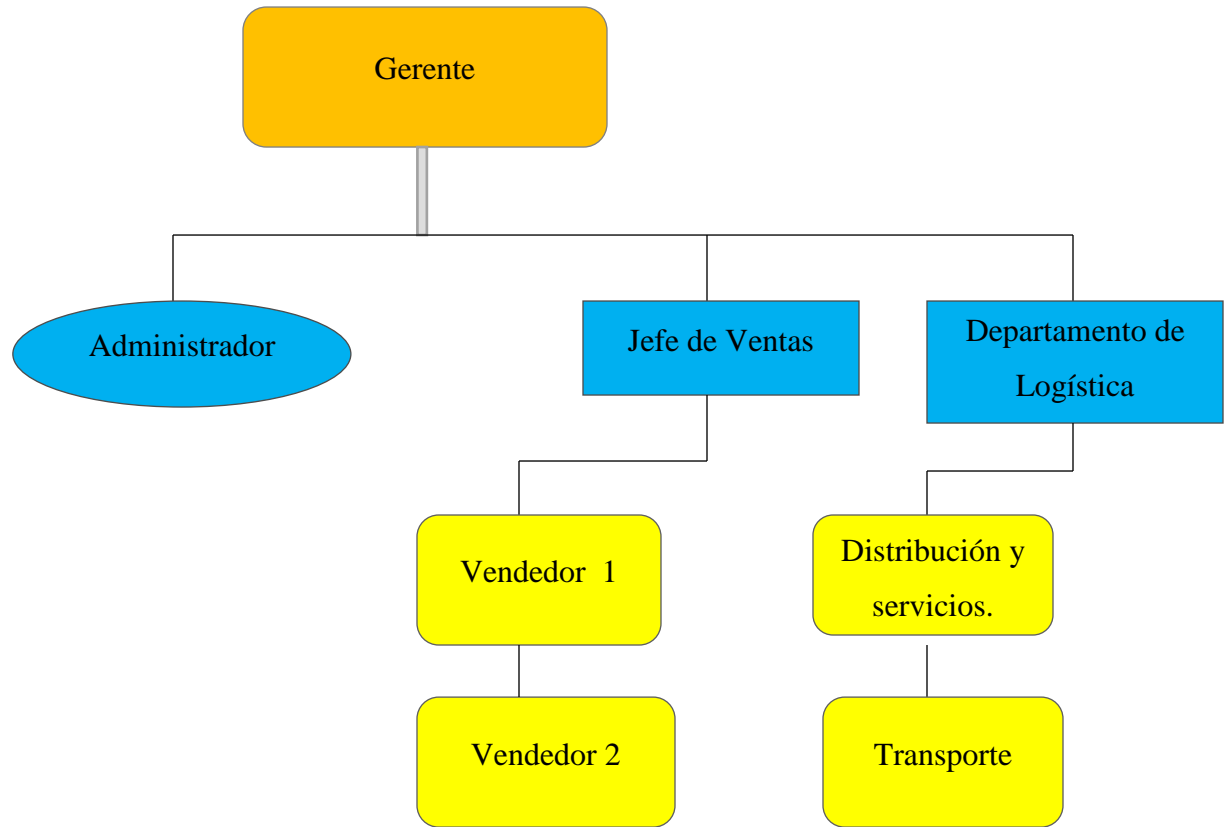 Gerente
Administrador
Jefe de Ventas
Departamento de
Logística
Vendedor  1
Distribución y
servicios.
Vendedor 2
Transporte